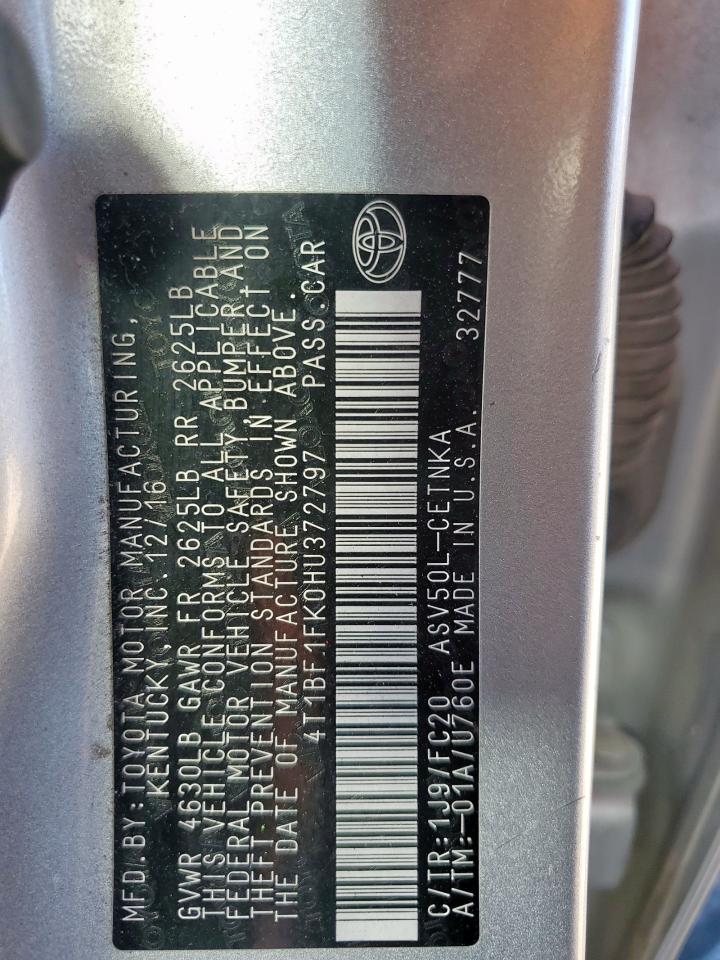 MFD.BY:TOYOTA MOTOR MANUFACTURING,
KENTUCKY,INC.12/16
GVWR 4630LB GAWR FR 2625LB RR 2625LB
THIS VEHICLE CONFORMS TO ALL APPLICABLE
FEDERAL MOTOR VEHICLE SAFETY, BUMPER, AND
THEFT PREVENTION STANDARDS IN EFFECT ON
THE DATE OF MANUFACTURE SHOWN ABOVE.
4T1BF1FK0HU372797 PASS.CAR
C/TR:1J9/FC20 ASV50L-CETNKA
A/TM:-01A/U760E MADE IN U.S.A. 32777